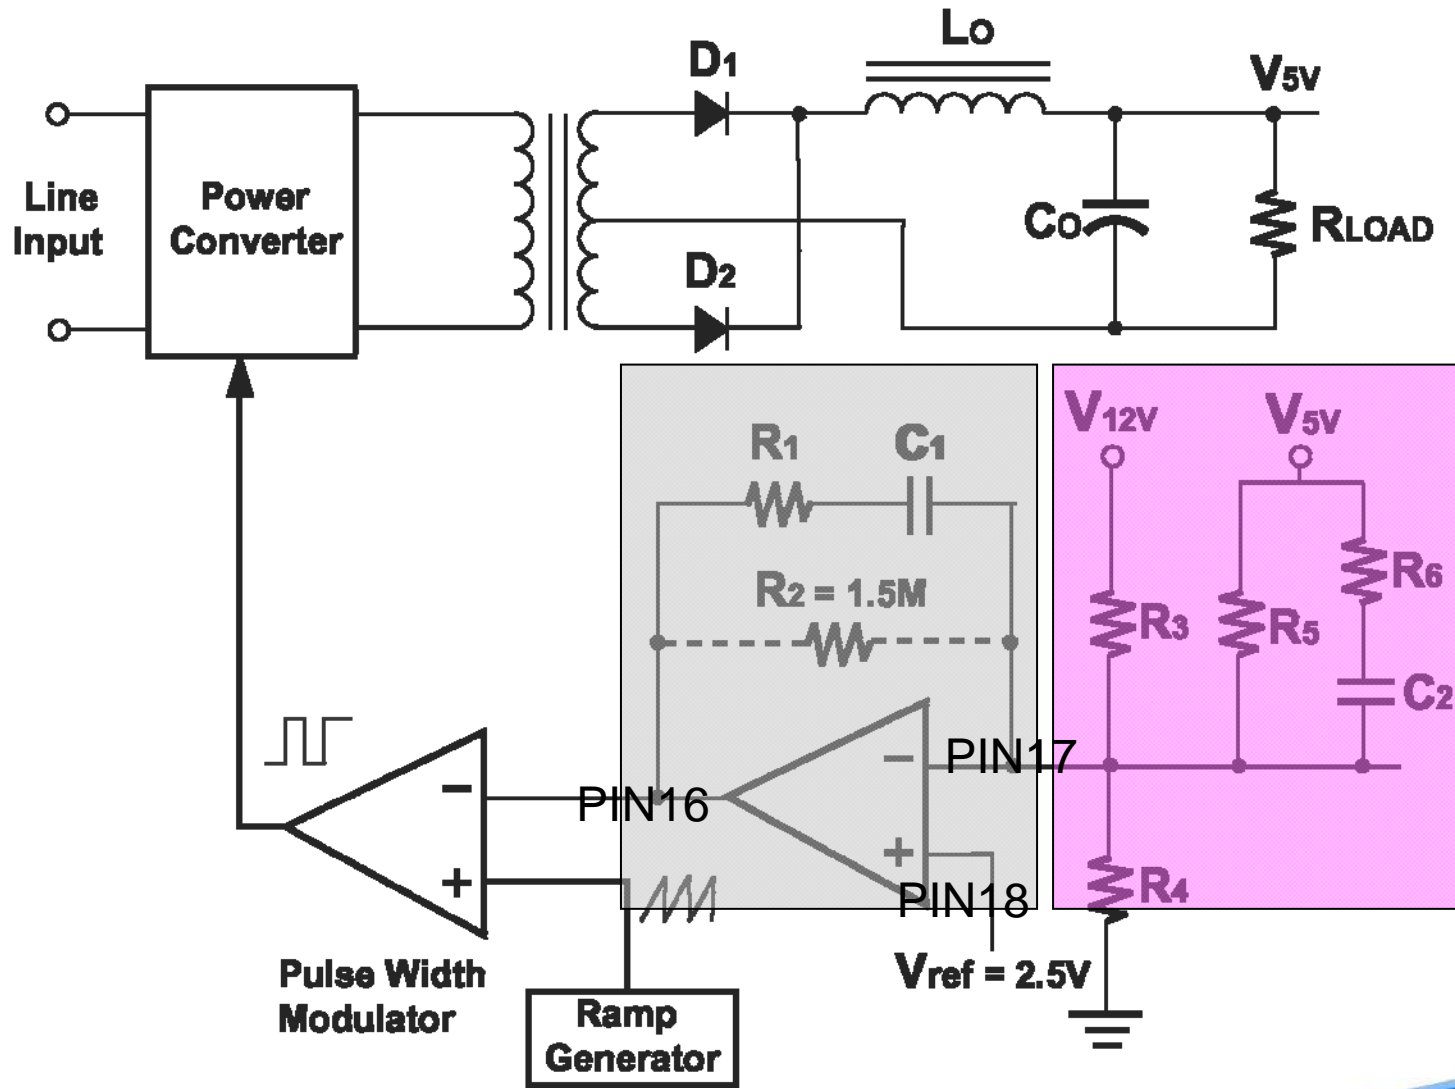 LO
D1
V5V
Line
Input
Power
Converter
CO
RLOAD
D2
V12V
V5V
R1
C1
R6
R2 = 1.5M
R3
R5
C2
PIN17
−
−
PIN16
+
+
R4
PIN18
Vref = 2.5V
Pulse Width
Modulator
Ramp
Generator